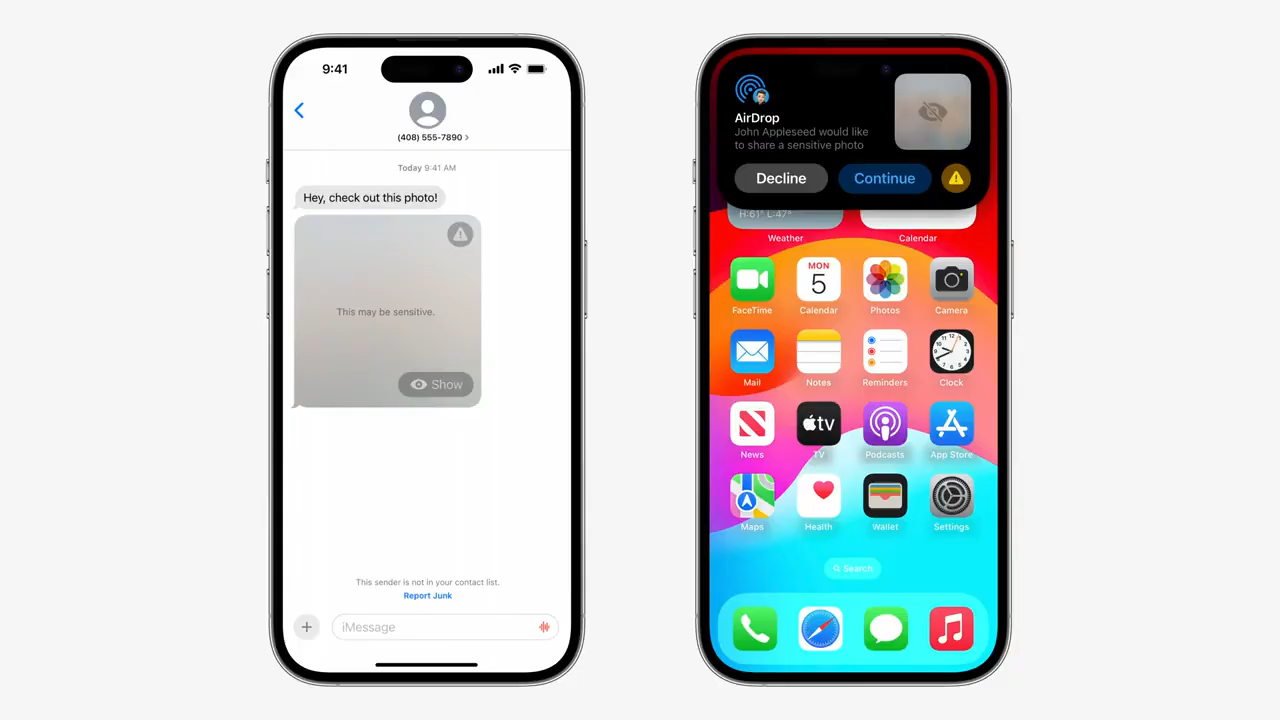 9:41
(408) 555-7890 >
Today 9:41 AM
Hey, check out this photo!
This may be sensitive.
Show
This sender is not in your contact list.
Report Junk
iMessage
AirDrop
John Appleseed would like
to share a sensitive photo
Decline
Continue
H:61° L:47°
Weather
Calendar
MON
5
FaceTime
Calendar
Photos
Camera
Mail
Notes
Reminders
Clock
tv
News
TV
Podcasts
App Store
Maps
Health
Wallet
Settings
Search